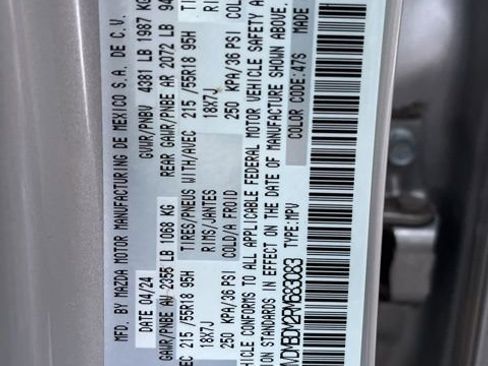 MFD. BY MAZDA MOTOR MANUFACTURING DE MEXICO S.A. DE C.V.
DATE 04/24 GVWR/PNBV 4381 LB 1987 KG
GAWR/PNBE AV 2355 LB 1068 KG REAR GAWR/PNBE AR 2072 LB 94
EC 215 /55R18 95H TIRES/PNEUS WITH/AVEC 215 /55R18 95H
18X7J RIMS/JANTES 18X7J
250 KPA/36 PSI COLD/A FROID 250 KPA/36 PSI COL
HICLE CONFORMS TO ALL APPLICABLE FEDERAL MOTOR VEHICLE SAFETY A
STANDARDS IN EFFECT ON THE DATE OF MANUFACTURE SHOWN ABOVE.
MVDMBDM2RM683083 TYPE:MPV COLOR CODE:47S MADE